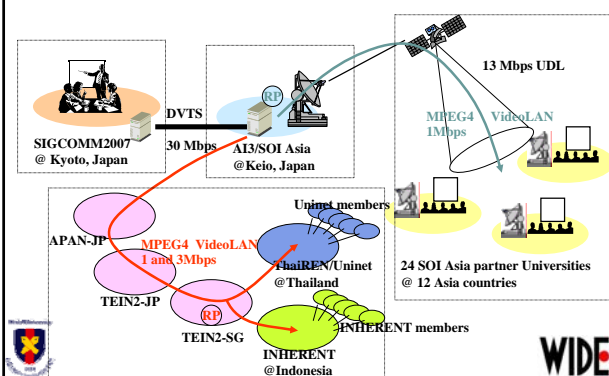 SIGCOMM2007
@ Kyoto, Japan
DVTS
30 Mbps
RP
AI3/SOI Asia
@Keio, Japan
13 Mbps UDL
MPEG4 VideoLAN
1Mbps
24 SOI Asia partner Universities
@ 12 Asia countries
APAN-JP
MPEG4 VideoLAN
1 and 3Mbps
TEIN2-JP
RP
TEIN2-SG
Uninet members
ThaiREN/Uninet
@Thailand
INHERENT members
INHERENT
@Indonesia
WIDE